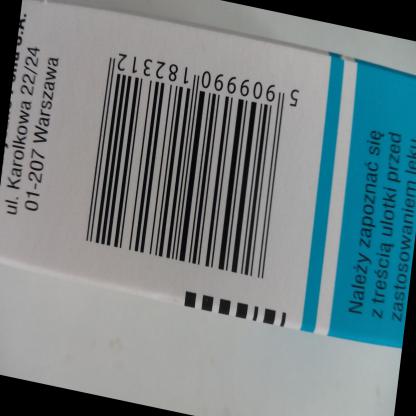 ul. Karolkowa 22/24
01-207 Warszawa
5 909990 182312
Należy zapoznać się
z treścią ulotki przed
zastosowaniem leku